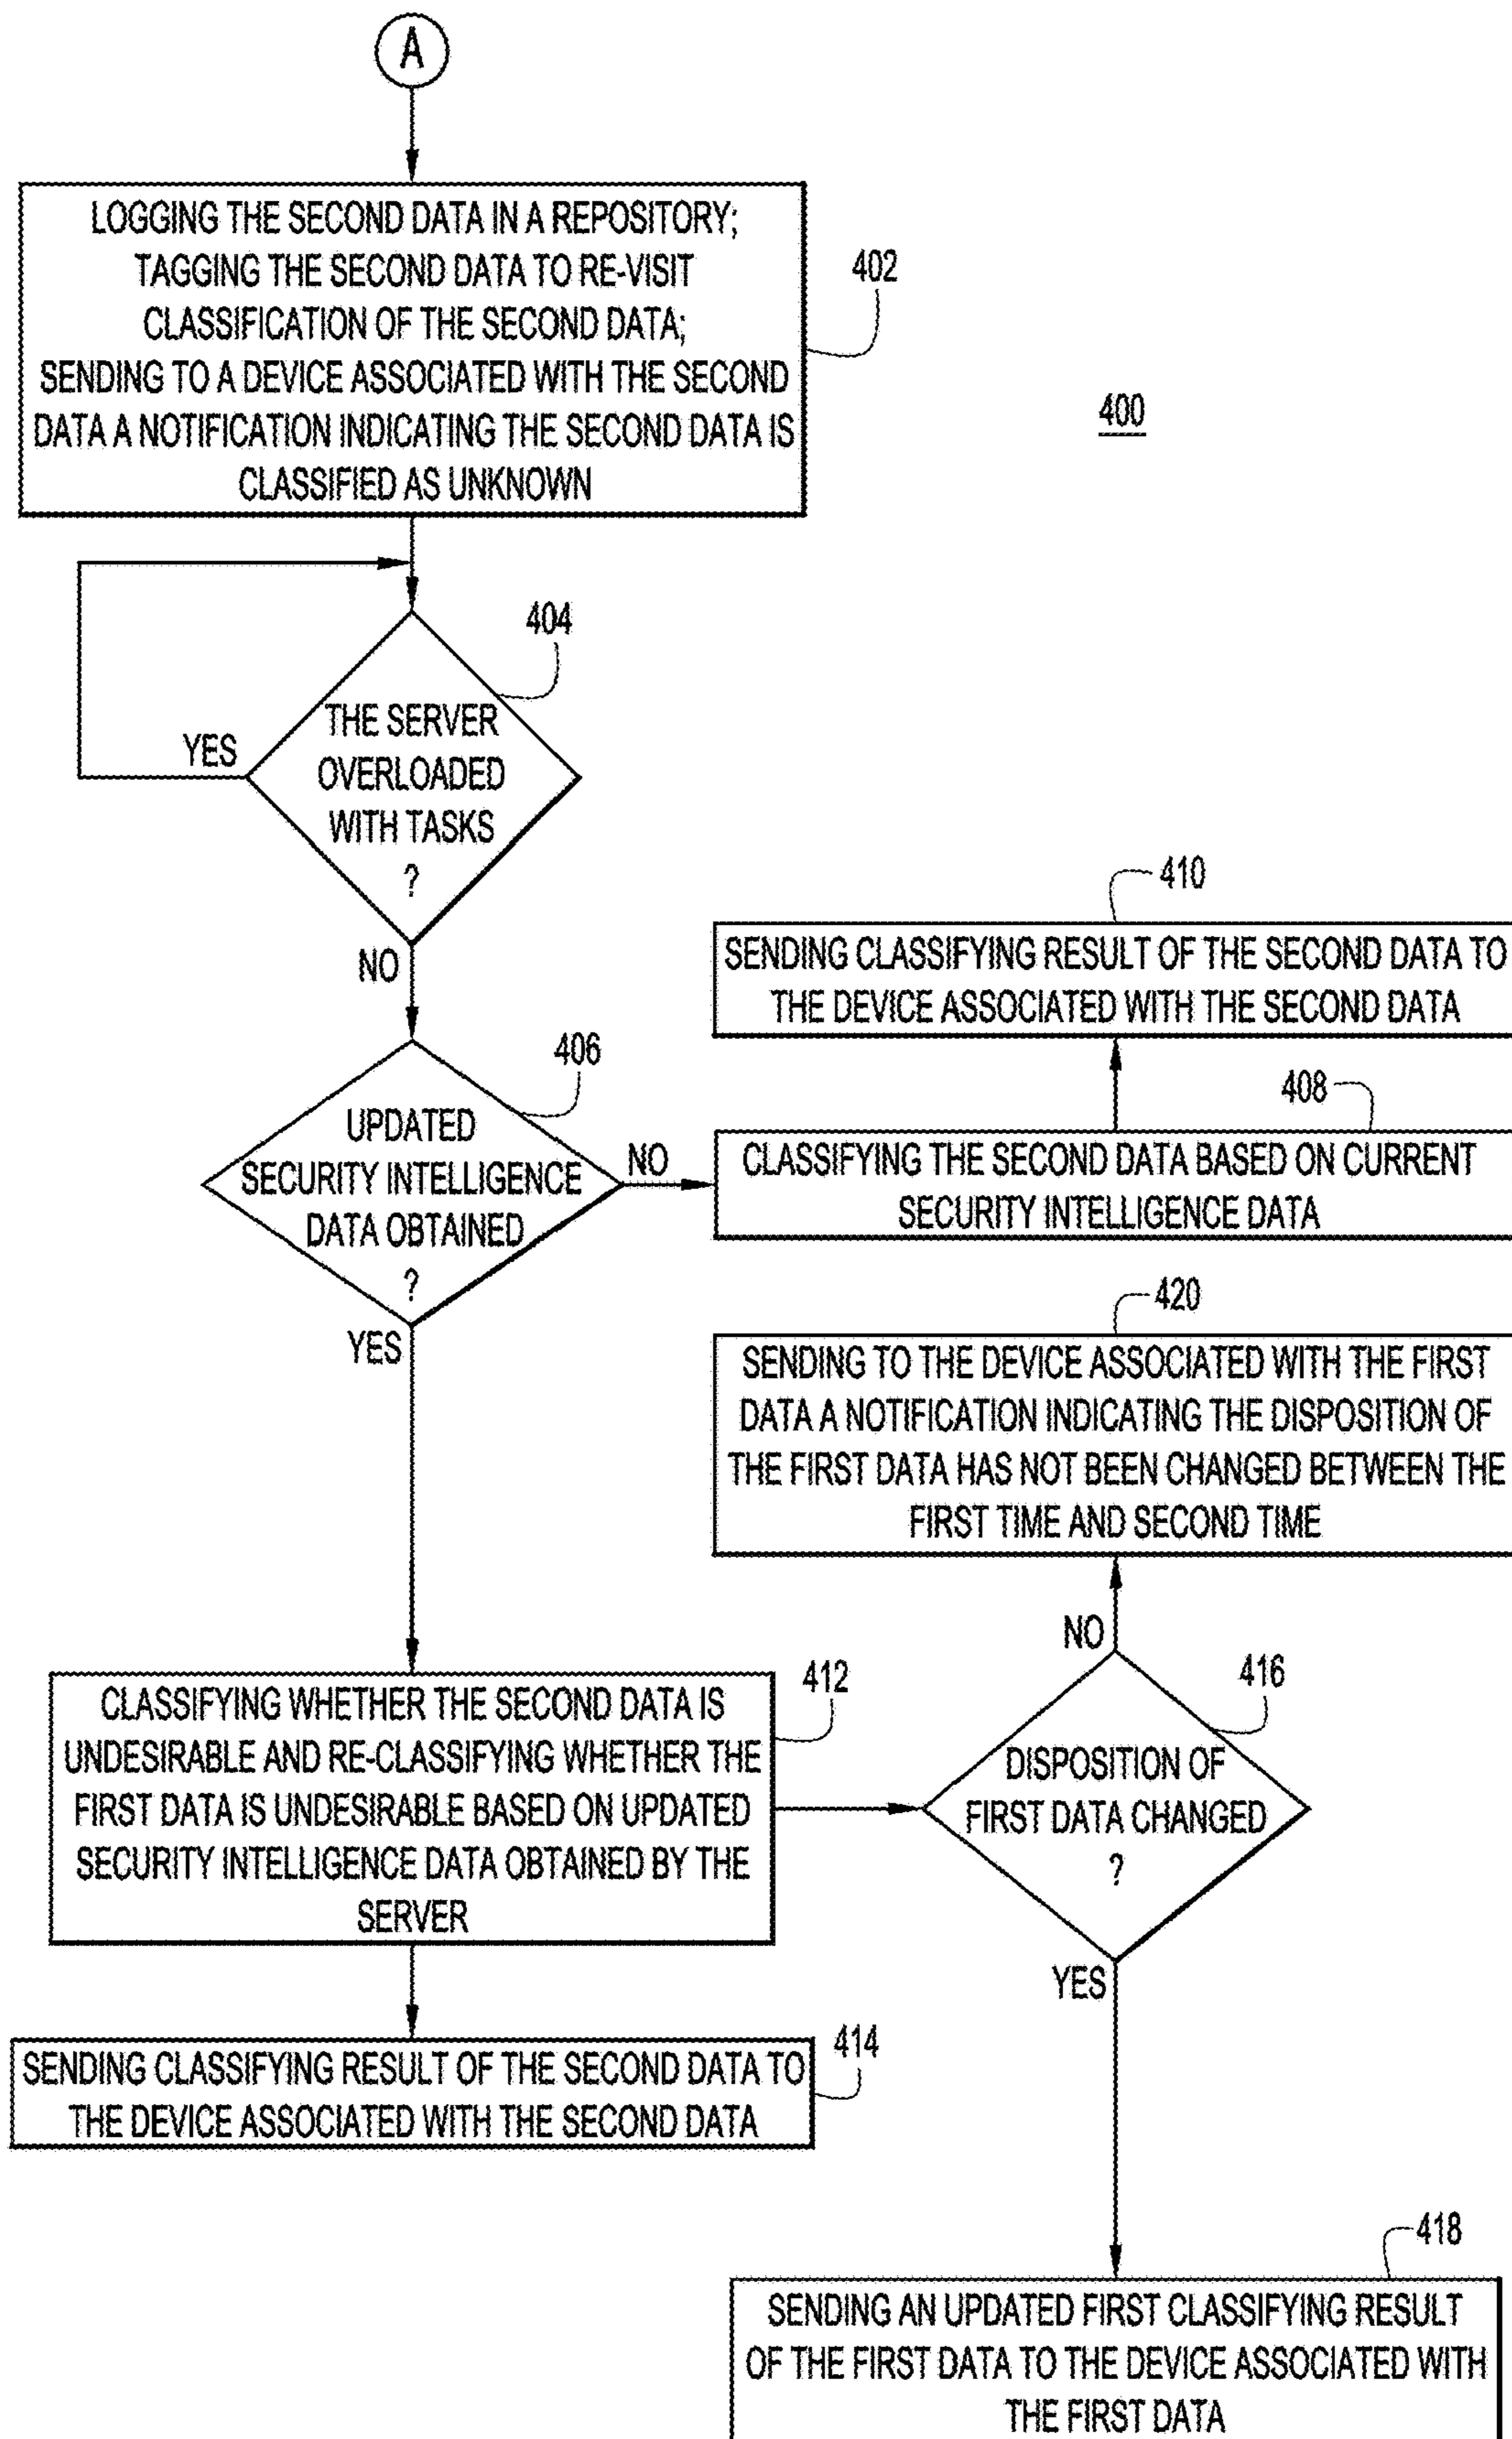 A
LOGGING THE SECOND DATA IN A REPOSITORY;
TAGGING THE SECOND DATA TO RE-VISIT
CLASSIFICATION OF THE SECOND DATA;
SENDING TO A DEVICE ASSOCIATED WITH THE SECOND
DATA A NOTIFICATION INDICATING THE SECOND DATA IS
CLASSIFIED AS UNKNOWN
402
400
404
THE SERVER
OVERLOADED
WITH TASKS
?
YES
NO
406
UPDATED
SECURITY INTELLIGENCE
DATA OBTAINED
?
NO
YES
410
SENDING CLASSIFYING RESULT OF THE SECOND DATA TO
THE DEVICE ASSOCIATED WITH THE SECOND DATA
408
CLASSIFYING THE SECOND DATA BASED ON CURRENT
SECURITY INTELLIGENCE DATA
420
SENDING TO THE DEVICE ASSOCIATED WITH THE FIRST
DATA A NOTIFICATION INDICATING THE DISPOSITION OF
THE FIRST DATA HAS NOT BEEN CHANGED BETWEEN THE
FIRST TIME AND SECOND TIME
412
CLASSIFYING WHETHER THE SECOND DATA IS
UNDESIRABLE AND RE-CLASSIFYING WHETHER THE
FIRST DATA IS UNDESIRABLE BASED ON UPDATED
SECURITY INTELLIGENCE DATA OBTAINED BY THE
SERVER
NO
416
DISPOSITION OF
FIRST DATA CHANGED
?
YES
414
SENDING CLASSIFYING RESULT OF THE SECOND DATA TO
THE DEVICE ASSOCIATED WITH THE SECOND DATA
418
SENDING AN UPDATED FIRST CLASSIFYING RESULT
OF THE FIRST DATA TO THE DEVICE ASSOCIATED WITH
THE FIRST DATA